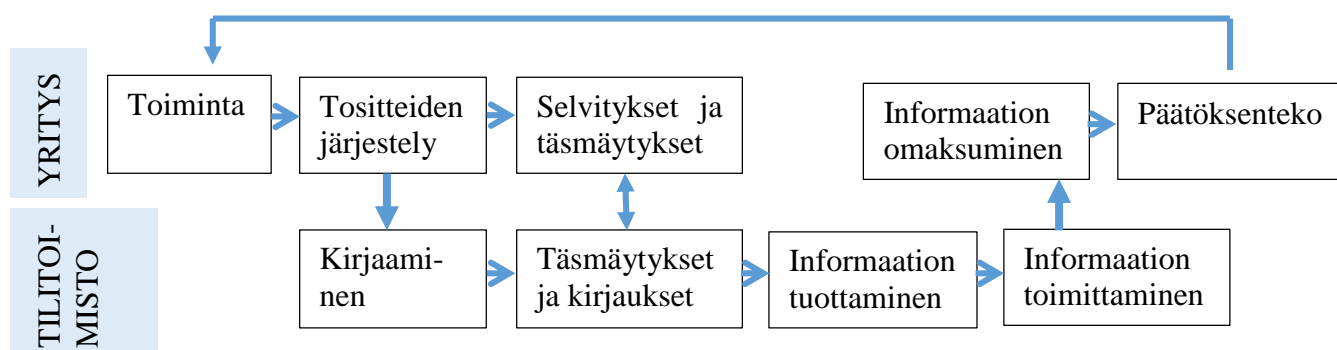 YRITYS
Toiminta
Tositteiden
järjestely
Selvitykset ja
täsmäytykset
Informaation
omaksuminen
Päätöksenteko
TILITOI-
MISTO
Kirjaami-
nen
Täsmäytykset
ja kirjaukset
Informaation
tuottaminen
Informaation
toimittaminen